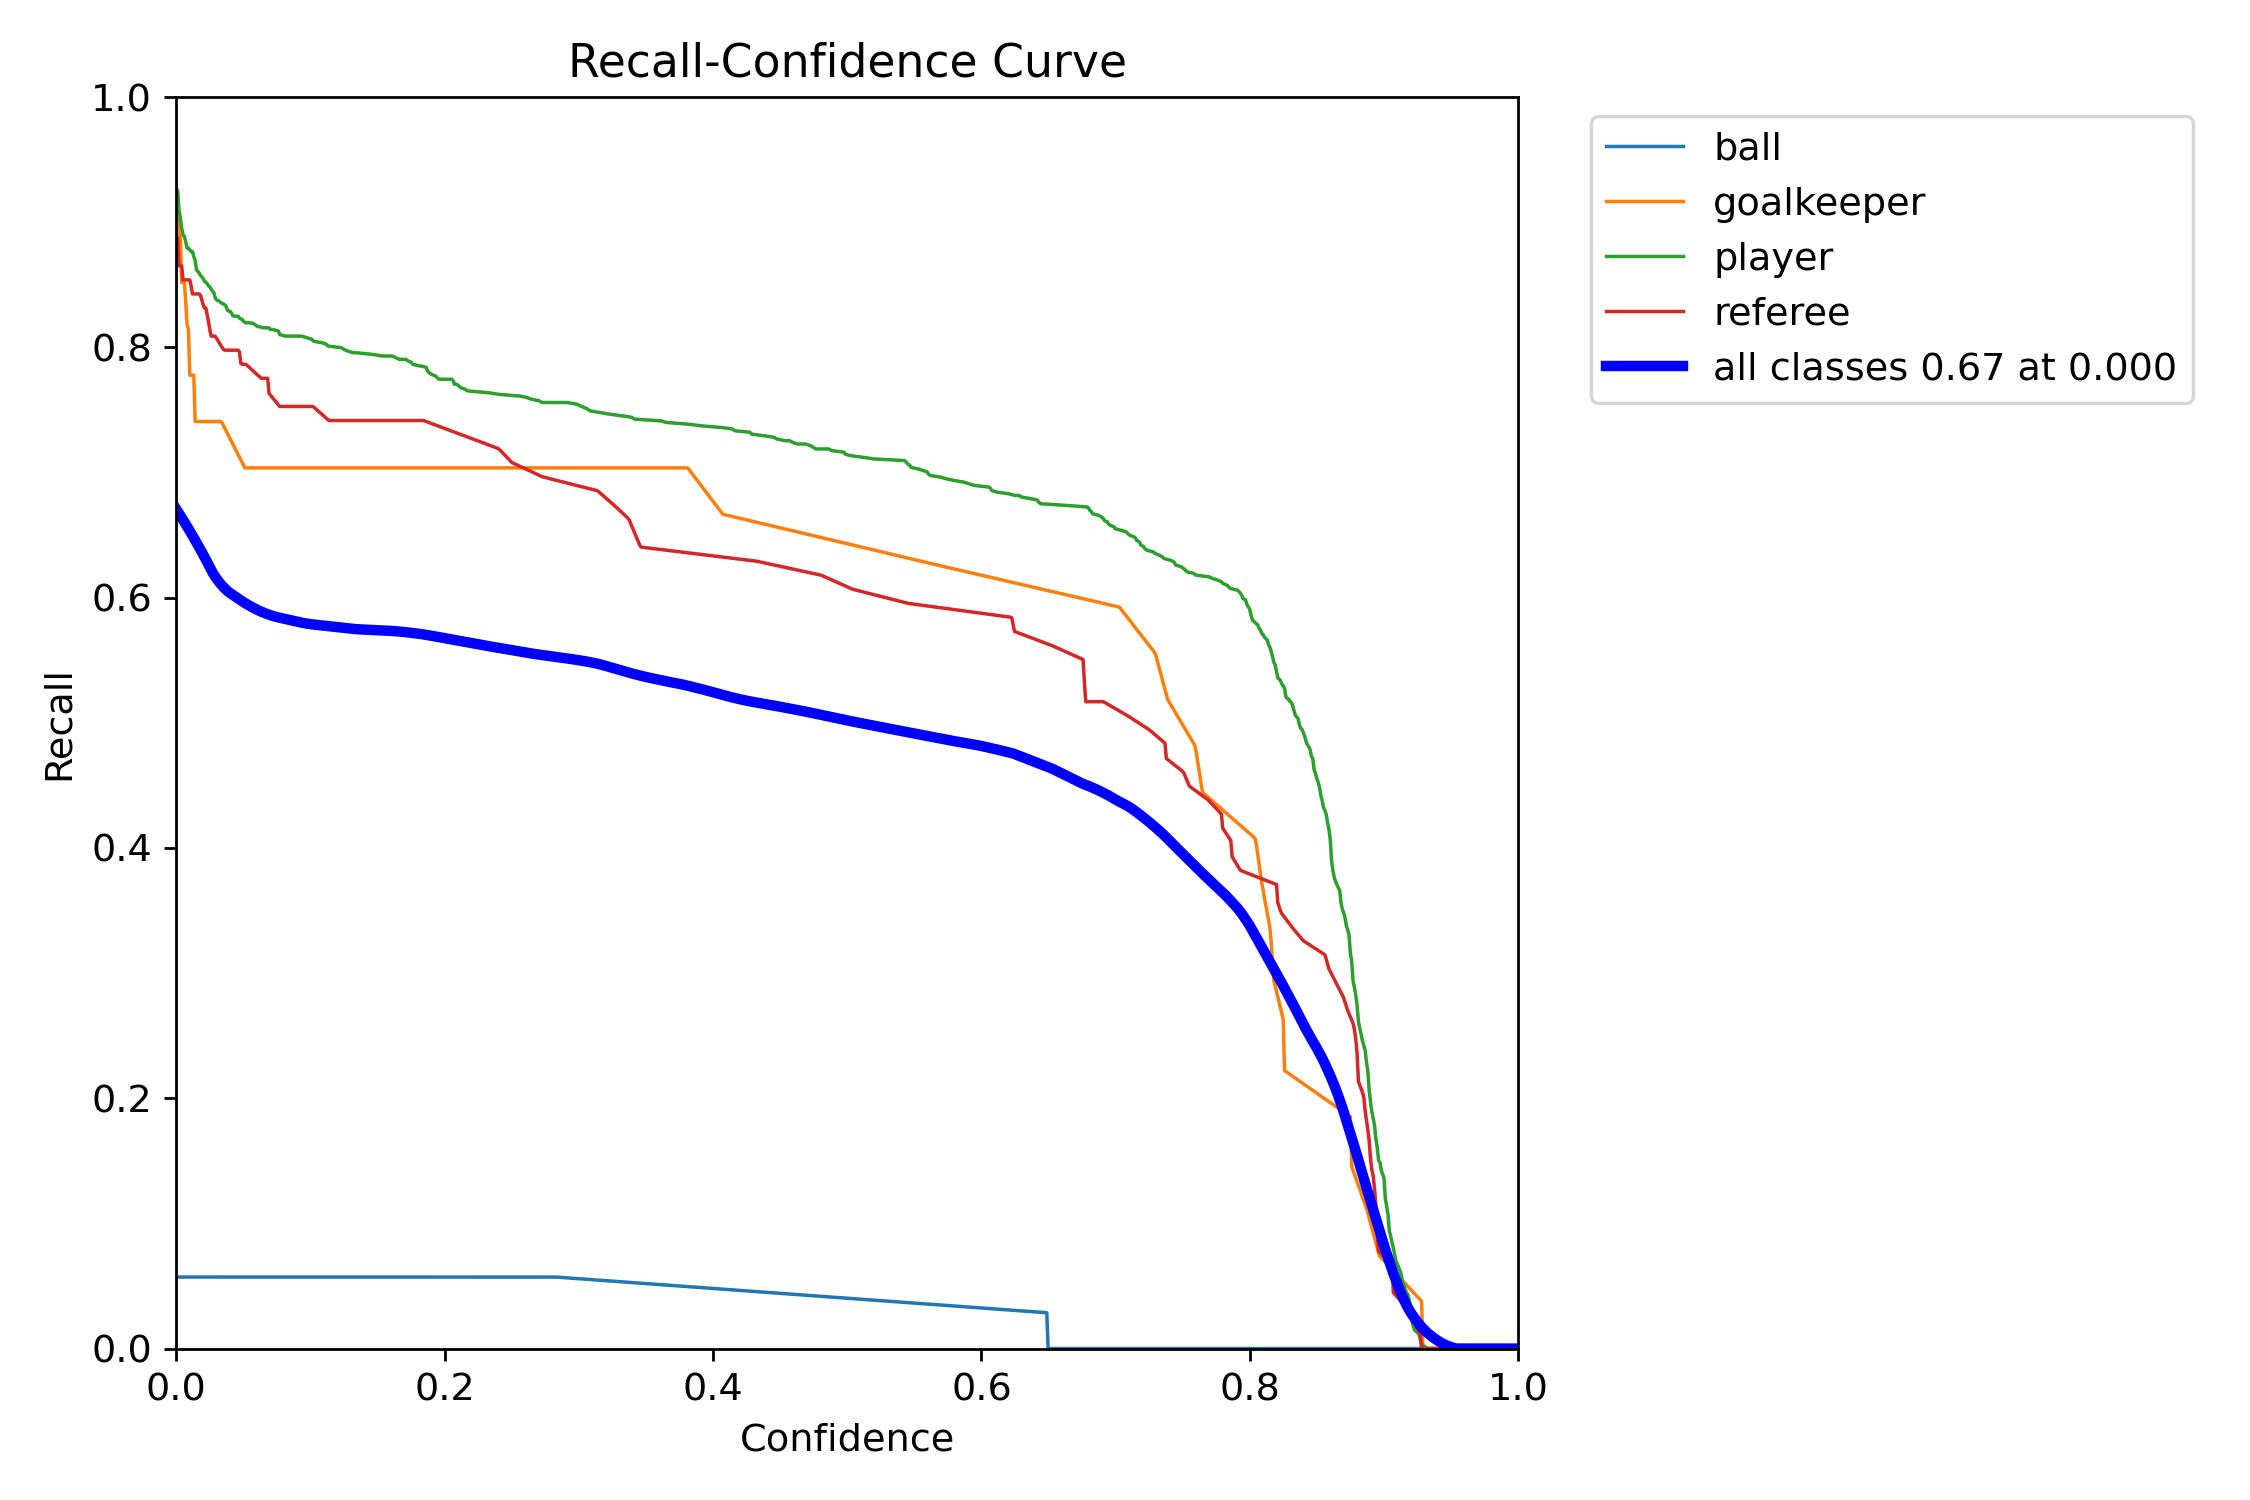 Recall-Confidence Curve
1.0
0.8
0.6
0.4
0.2
0.0
Recall
0.0 0.2 0.4 0.6 0.8 1.0
Confidence
ball
goalkeeper
player
referee
all classes 0.67 at 0.000